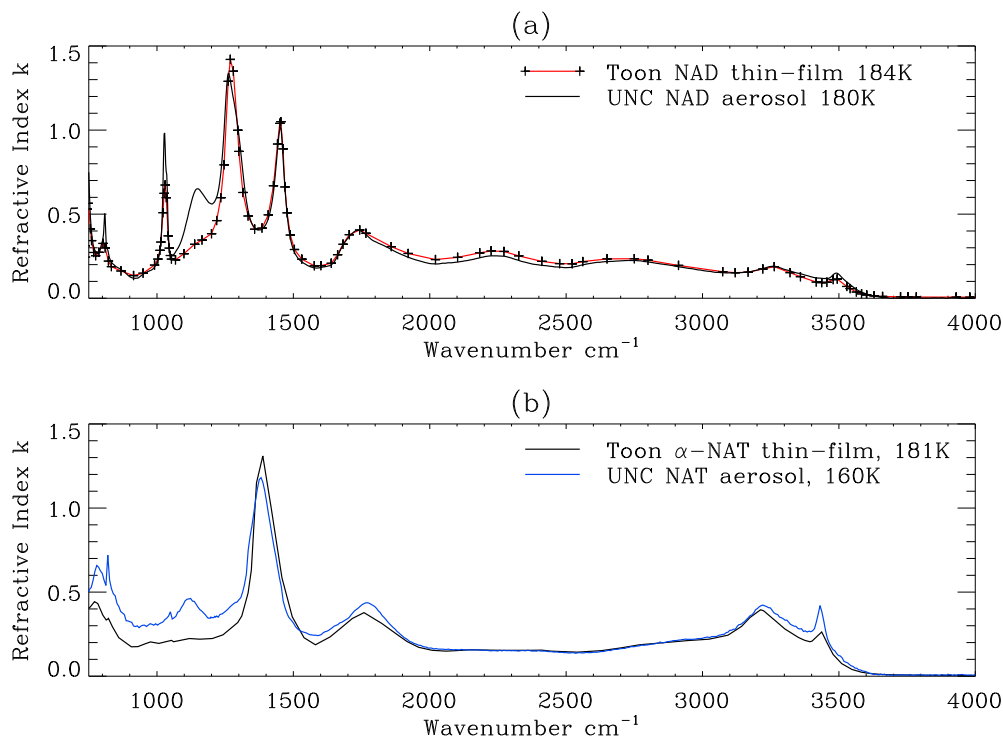 (a)
Refractive Index k
1.5
1.0
0.5
0.0
Toon NAD thin-film 184K
UNC NAD aerosol 180K
1000 1500 2000 2500 3000 3500 4000
Wavenumber cm⁻¹
(b)
Refractive Index k
1.5
1.0
0.5
0.0
Toon α-NAT thin-film, 181K
UNC NAT aerosol, 160K
1000 1500 2000 2500 3000 3500 4000
Wavenumber cm⁻¹